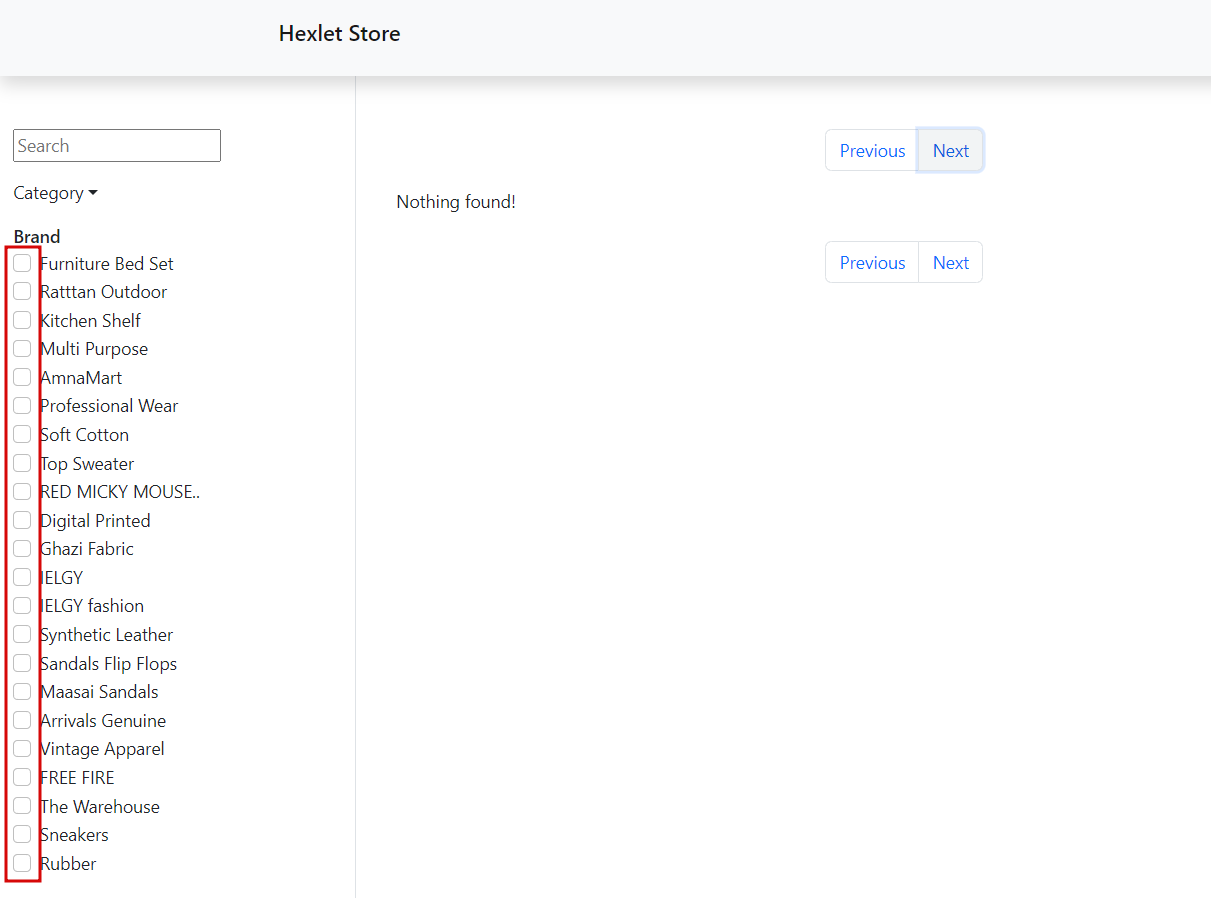 Hexlet Store
Search
Category
Brand
Furniture Bed Set
Ratttan Outdoor
Kitchen Shelf
Multi Purpose
AmnaMart
Professional Wear
Soft Cotton
Top Sweater
RED MICKY MOUSE..
Digital Printed
Ghazi Fabric
IELGY
IELGY fashion
Synthetic Leather
Sandals Flip Flops
Maasai Sandals
Arrivals Genuine
Vintage Apparel
FREE FIRE
The Warehouse
Sneakers
Rubber
Previous Next
Nothing found!
Previous Next